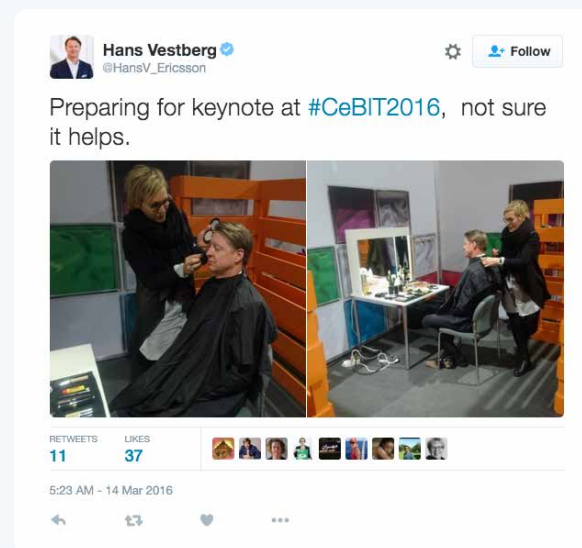 Hans Vestberg
@HansV_Ericsson
Follow
Preparing for keynote at #CeBIT2016, not sure
it helps.
RETWEETS LIKES
11 37
5:23 AM - 14 Mar 2016